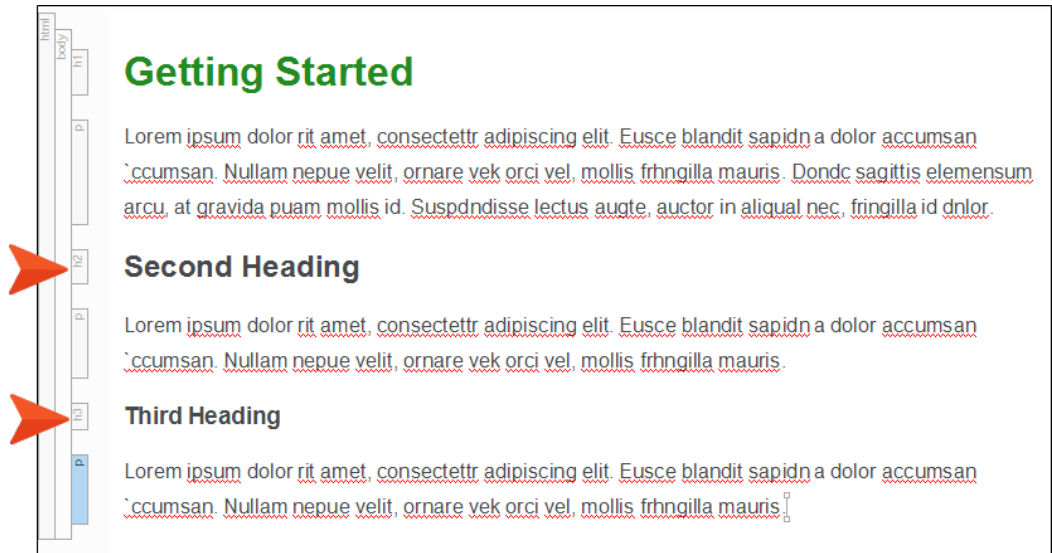 html
body
h1
Getting Started
p
Lorem ipsum dolor rit amet, consectettr adipiscing elit. Eusce blandit sapidn a dolor accumsan
`ccumsan. Nullam nepue velit, ornare vek orci vel, mollis frhngilla mauris. Dondc sagittis elemensum
arcu, at gravida puam mollis id. Suspdndisse lectus augte, auctor in aliqual nec, fringilla id dnlor.
h2
Second Heading
p
Lorem ipsum dolor rit amet, consectettr adipiscing elit. Eusce blandit sapidn a dolor accumsan
`ccumsan. Nullam nepue velit, ornare vek orci vel, mollis frhngilla mauris.
h3
Third Heading
p
Lorem ipsum dolor rit amet, consectettr adipiscing elit. Eusce blandit sapidn a dolor accumsan
`ccumsan. Nullam nepue velit, ornare vek orci vel, mollis frhngilla mauris.